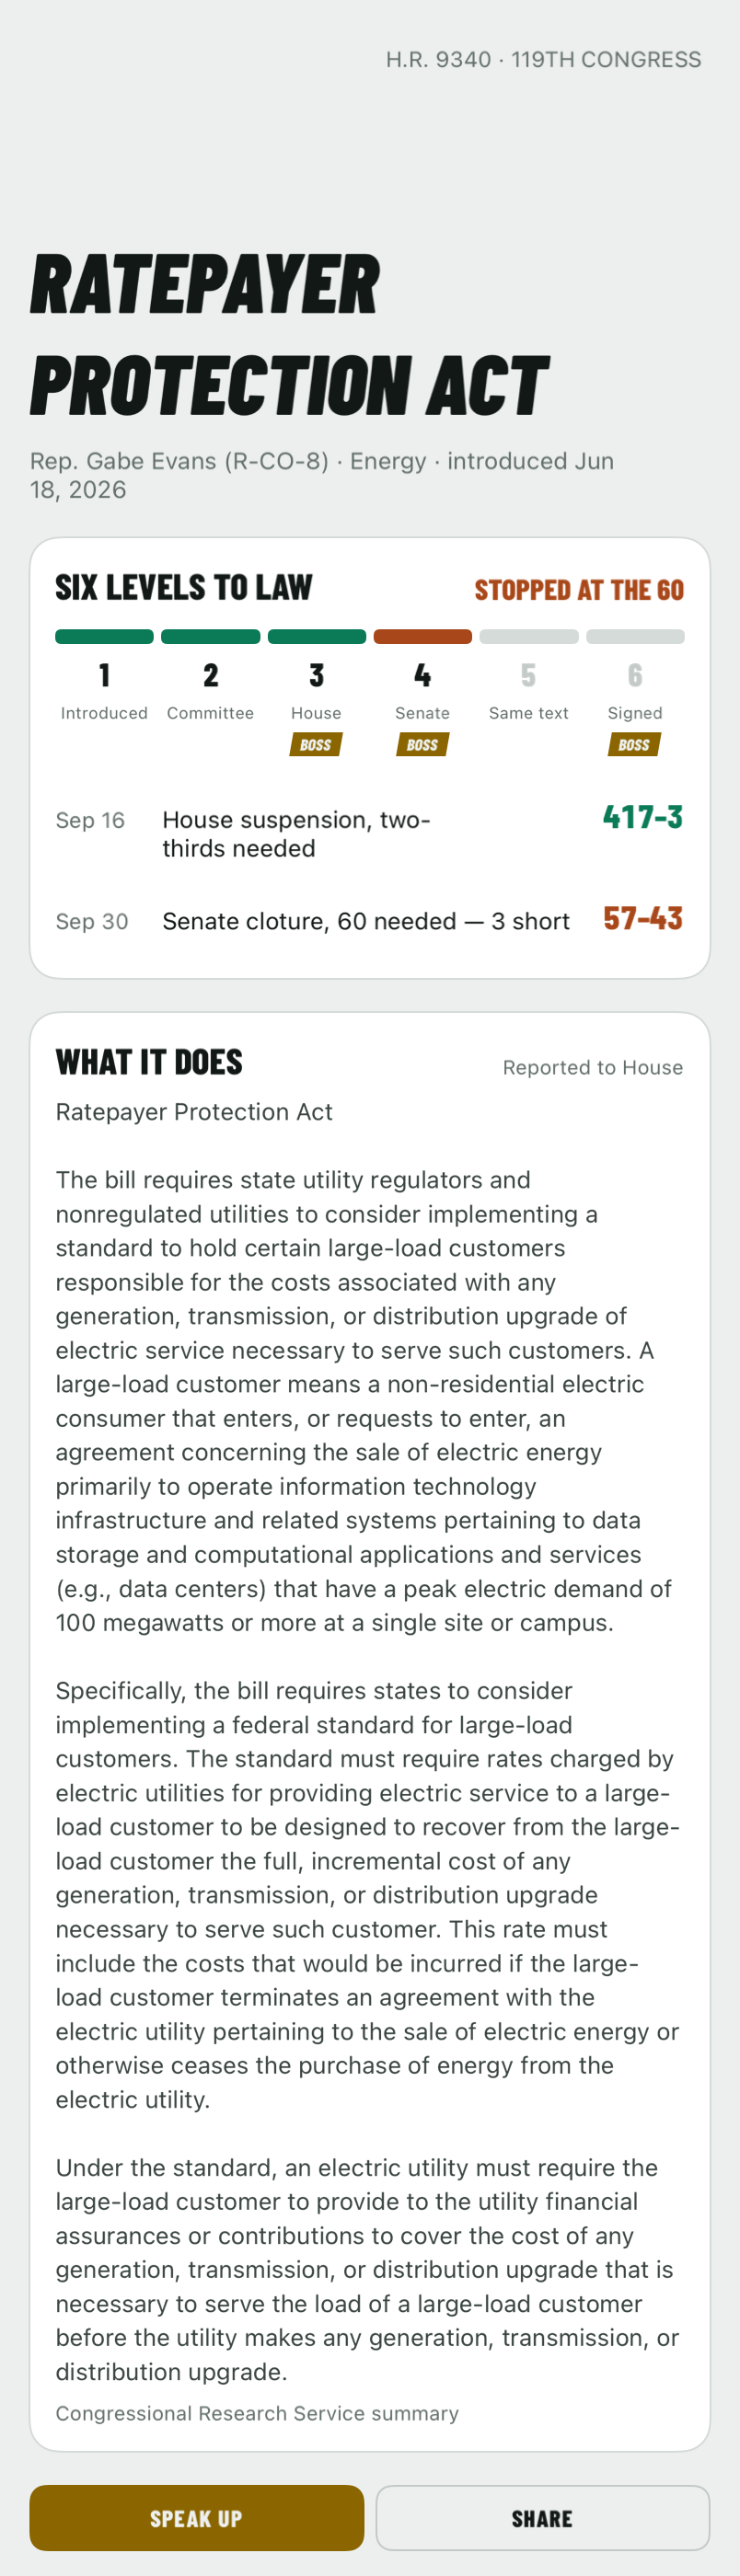 H.R. 9340 · 119TH CONGRESS
RATEPAYER
PROTECTION ACT
Rep. Gabe Evans (R-CO-8) · Energy · introduced Jun
18, 2026
SIX LEVELS TO LAW
STOPPED AT THE 60
1 2 3 4 5 6
Introduced Committee House Senate Same text Signed
BOSS BOSS BOSS
Sep 16 House suspension, two- 417–3
thirds needed
Sep 30 Senate cloture, 60 needed — 3 short 57–43
WHAT IT DOES
Reported to House
Ratepayer Protection Act
The bill requires state utility regulators and
nonregulated utilities to consider implementing a
standard to hold certain large-load customers
responsible for the costs associated with any
generation, transmission, or distribution upgrade of
electric service necessary to serve such customers. A
large-load customer means a non-residential electric
consumer that enters, or requests to enter, an
agreement concerning the sale of electric energy
primarily to operate information technology
infrastructure and related systems pertaining to data
storage and computational applications and services
(e.g., data centers) that have a peak electric demand of
100 megawatts or more at a single site or campus.
Specifically, the bill requires states to consider
implementing a federal standard for large-load
customers. The standard must require rates charged by
electric utilities for providing electric service to a large-
load customer to be designed to recover from the large-
load customer the full, incremental cost of any
generation, transmission, or distribution upgrade
necessary to serve such customer. This rate must
include the costs that would be incurred if the large-
load customer terminates an agreement with the
electric utility pertaining to the sale of electric energy or
otherwise ceases the purchase of energy from the
electric utility.
Under the standard, an electric utility must require the
large-load customer to provide to the utility financial
assurances or contributions to cover the cost of any
generation, transmission, or distribution upgrade that is
necessary to serve the load of a large-load customer
before the utility makes any generation, transmission, or
distribution upgrade.
Congressional Research Service summary
SPEAK UP
SHARE